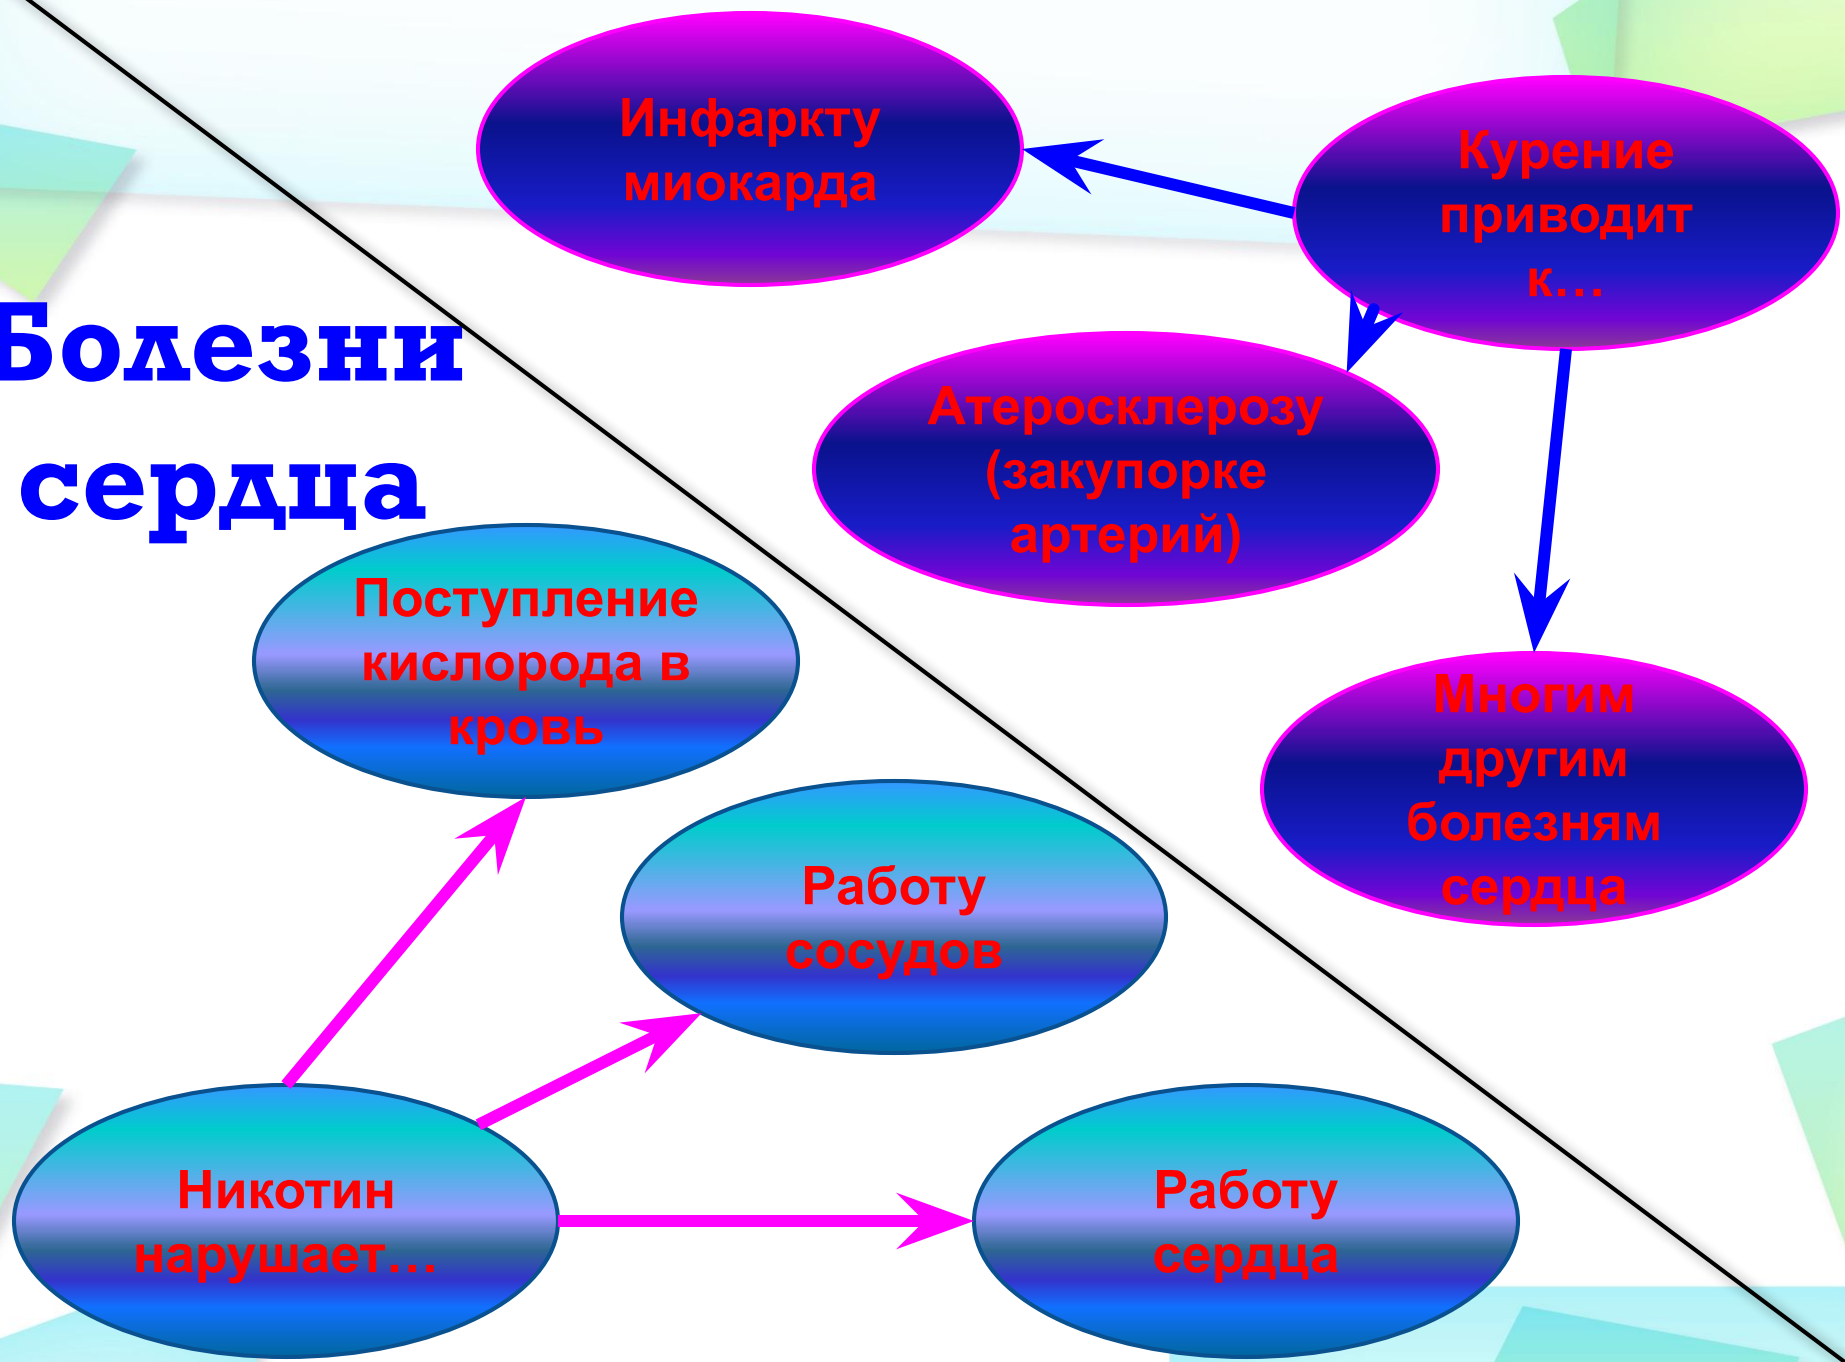 Болезни
сердца
Курение
приводит
к…
Инфаркту
миокарда
Атеросклерозу
(закупорке
артерий)
Многим
другим
болезням
сердца
Никотин
нарушает…
Поступление
кислорода в
кровь
Работу
сосудов
Работу
сердца